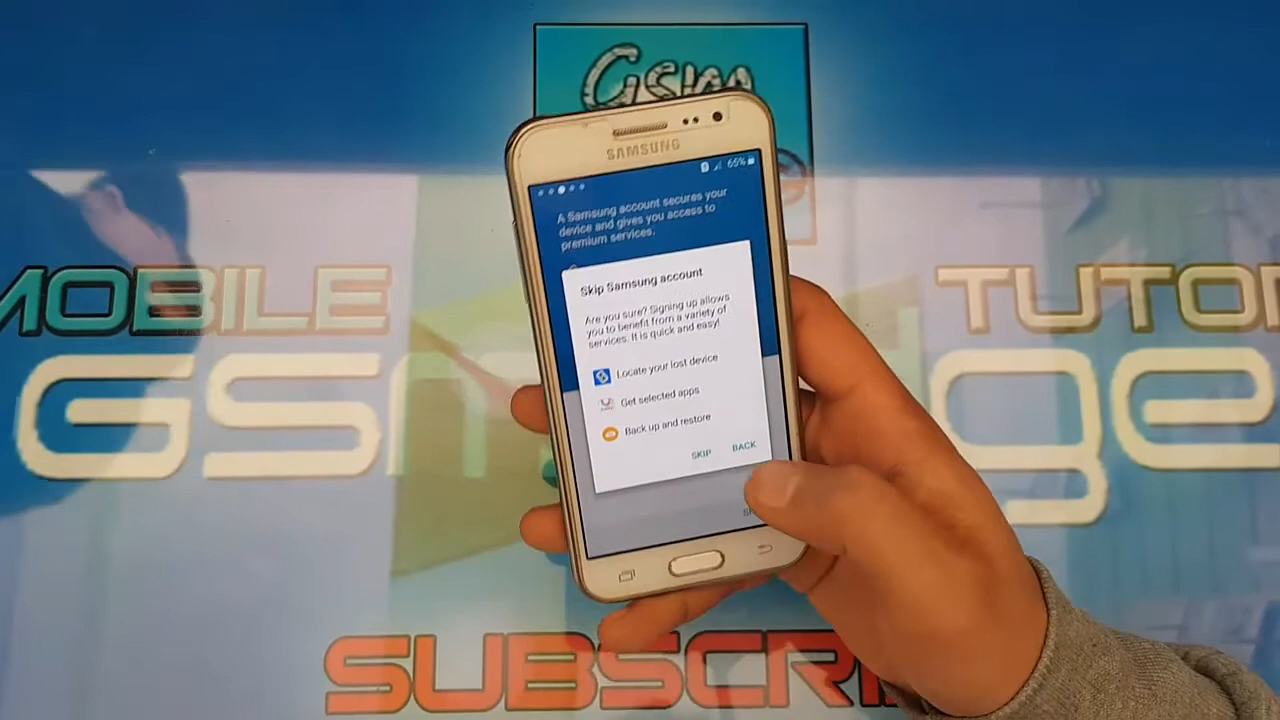 Gsm
SAMSUNG
65%
A Samsung account secures your
device and gives you access to
premium services.
Skip Samsung account
Are you sure? Signing up allows
you to benefit from a variety of
services. It is quick and easy!
Locate your lost device
Get selected apps
Back up and restore
SKIP BACK
MOBILE TUTO
GSM ge
SUBSCRI